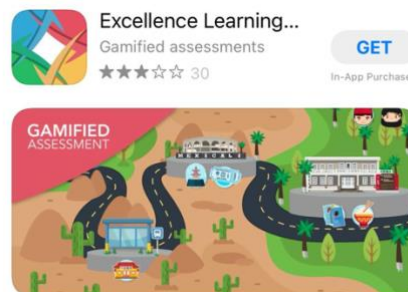 Excellence Learning...
Gamified assessments
GET
30
In-App Purchase
GAMIFIED
ASSESSMENT